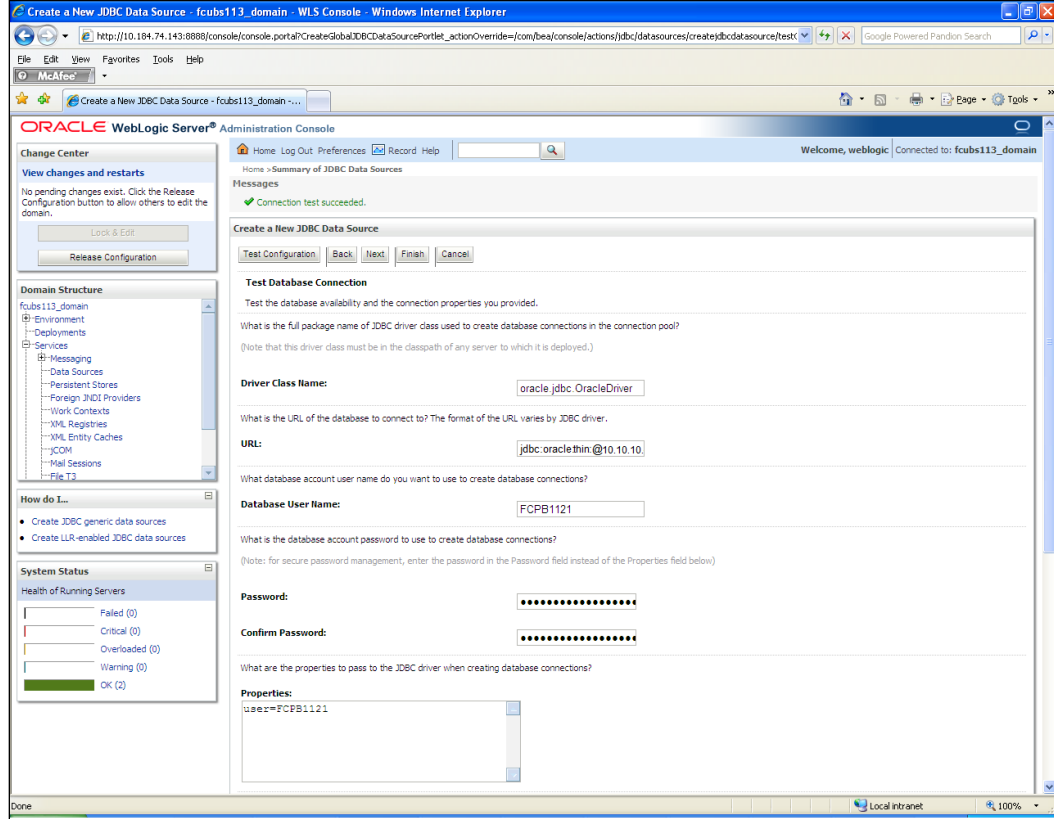 Create a New JDBC Data Source - fcubs113_domain - WLS Console - Windows Internet Explorer
http://10.184.74.143:8888/console/console.portal?CreateGlobalJDBCDataSourcePortlet_actionOverride=/com/bea/console/actions/jdbc/datasources/createjdbcdatasource/test
Google Powered Pandion Search
File Edit View Favorites Tools Help
McAfee
Create a New JDBC Data Source - fcubs113_domain -...
Page Tools
ORACLE WebLogic Server® Administration Console
Change Center
View changes and restarts
No pending changes exist. Click the Release
Configuration button to allow others to edit the
domain.
Lock & Edit
Release Configuration
Domain Structure
fcubs113_domain
Environment
Deployments
Services
Messaging
Data Sources
Persistent Stores
Foreign JNDI Providers
Work Contexts
XML Registries
XML Entity Caches
jCOM
Mail Sessions
File T3
How do I...
Create JDBC generic data sources
Create LLR-enabled JDBC data sources
System Status
Health of Running Servers
Failed (0)
Critical (0)
Overloaded (0)
Warning (0)
OK (2)
Home Log Out Preferences Record Help
Welcome, weblogic Connected to: fcubs113_domain
Home >Summary of JDBC Data Sources
Messages
Connection test succeeded.
Create a New JDBC Data Source
Test Configuration Back Next Finish Cancel
Test Database Connection
Test the database availability and the connection properties you provided.
What is the full package name of JDBC driver class used to create database connections in the connection pool?
(Note that this driver class must be in the classpath of any server to which it is deployed.)
Driver Class Name: oracle.jdbc.OracleDriver
What is the URL of the database to connect to? The format of the URL varies by JDBC driver.
URL: jdbc:oracle:thin:@10.10.10.
What database account user name do you want to use to create database connections?
Database User Name: FCPB1121
What is the database account password to use to create database connections?
(Note: for secure password management, enter the password in the Password field instead of the Properties field below)
Password:
Confirm Password:
What are the properties to pass to the JDBC driver when creating database connections?
Properties:
user=FCPB1121
Done
Local intranet 100%